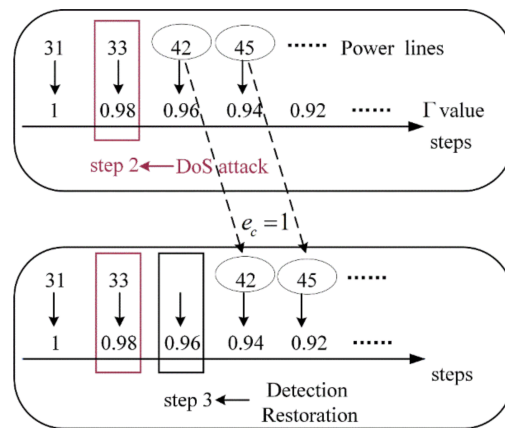 31 33 42 45 ...... Power lines
1 0.98 0.96 0.94 0.92 ...... Γ value
steps
step 2 DoS attack
e_c = 1
31 33 42 45 ......
1 0.98 0.96 0.94 0.92 ......
steps
step 3 Detection
Restoration